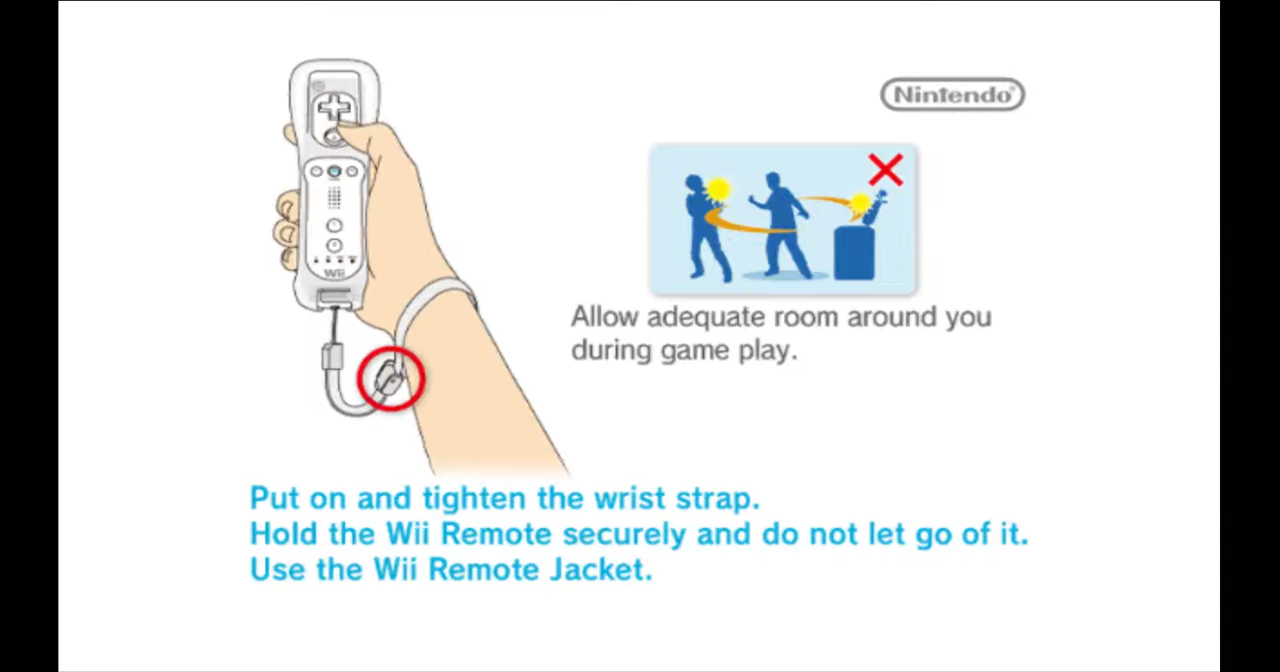 Nintendo®
Allow adequate room around you
during game play.
Wii
Put on and tighten the wrist strap.
Hold the Wii Remote securely and do not let go of it.
Use the Wii Remote Jacket.